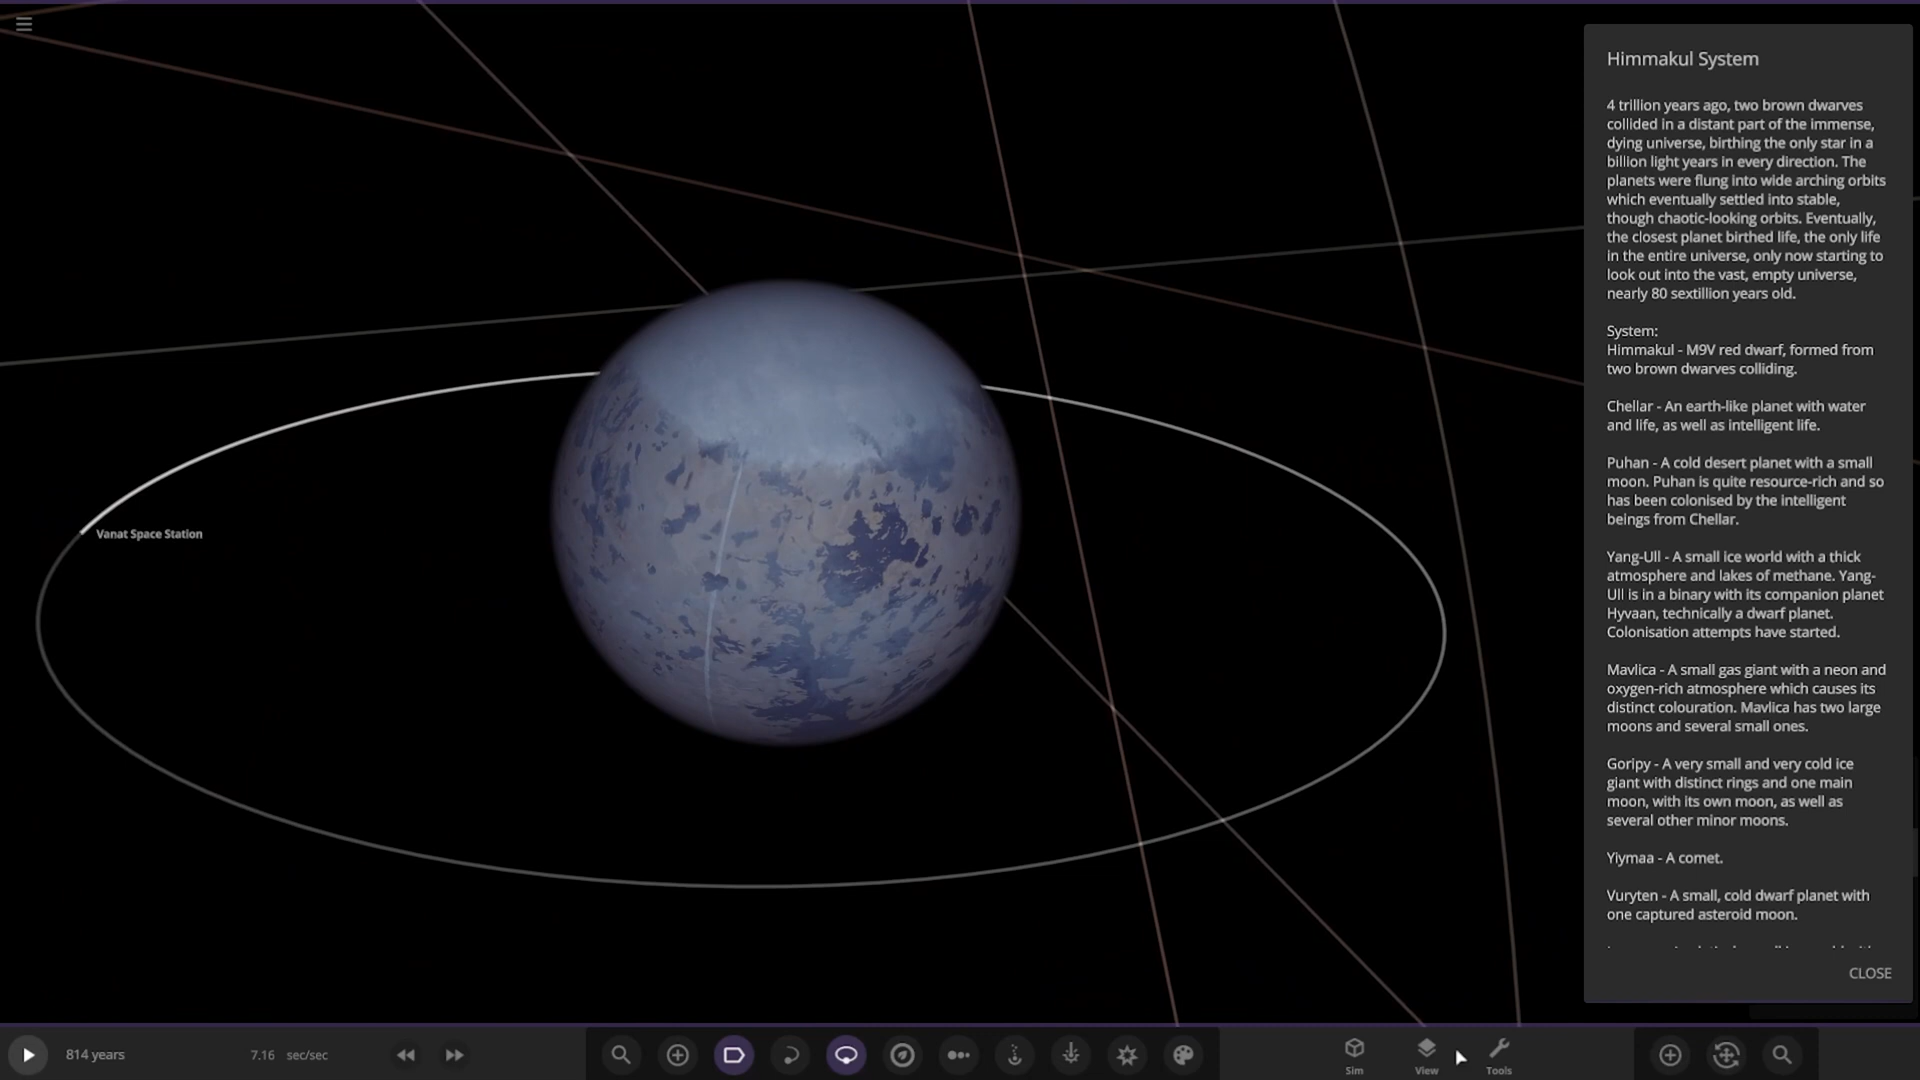 Himmakul System
4 trillion years ago, two brown dwarves
collided in a distant part of the immense,
dying universe, birthing the only star in a
billion light years in every direction. The
planets were flung into wide arching orbits
which eventually settled into stable,
though chaotic-looking orbits. Eventually,
the closest planet birthed life, the only life
in the entire universe, only now starting to
look out into the vast, empty universe,
nearly 80 sextillion years old.
System:
Himmakul - M9V red dwarf, formed from
two brown dwarves colliding.
Chellar - An earth-like planet with water
and life, as well as intelligent life.
Puhan - A cold desert planet with a small
moon. Puhan is quite resource-rich and so
has been colonised by the intelligent
beings from Chellar.
Yang-Ull - A small ice world with a thick
atmosphere and lakes of methane. Yang-
Ull is in a binary with its companion planet
Hyvaan, technically a dwarf planet.
Colonisation attempts have started.
Mavlica - A small gas giant with a neon and
oxygen-rich atmosphere which causes its
distinct colouration. Mavlica has two large
moons and several small ones.
Goripy - A very small and very cold ice
giant with distinct rings and one main
moon, with its own moon, as well as
several other minor moons.
Yiymaa - A comet.
Vuryten - A small, cold dwarf planet with
one captured asteroid moon.
CLOSE
Vanat Space Station
814 years
7.16 sec/sec
Sim
View
Tools